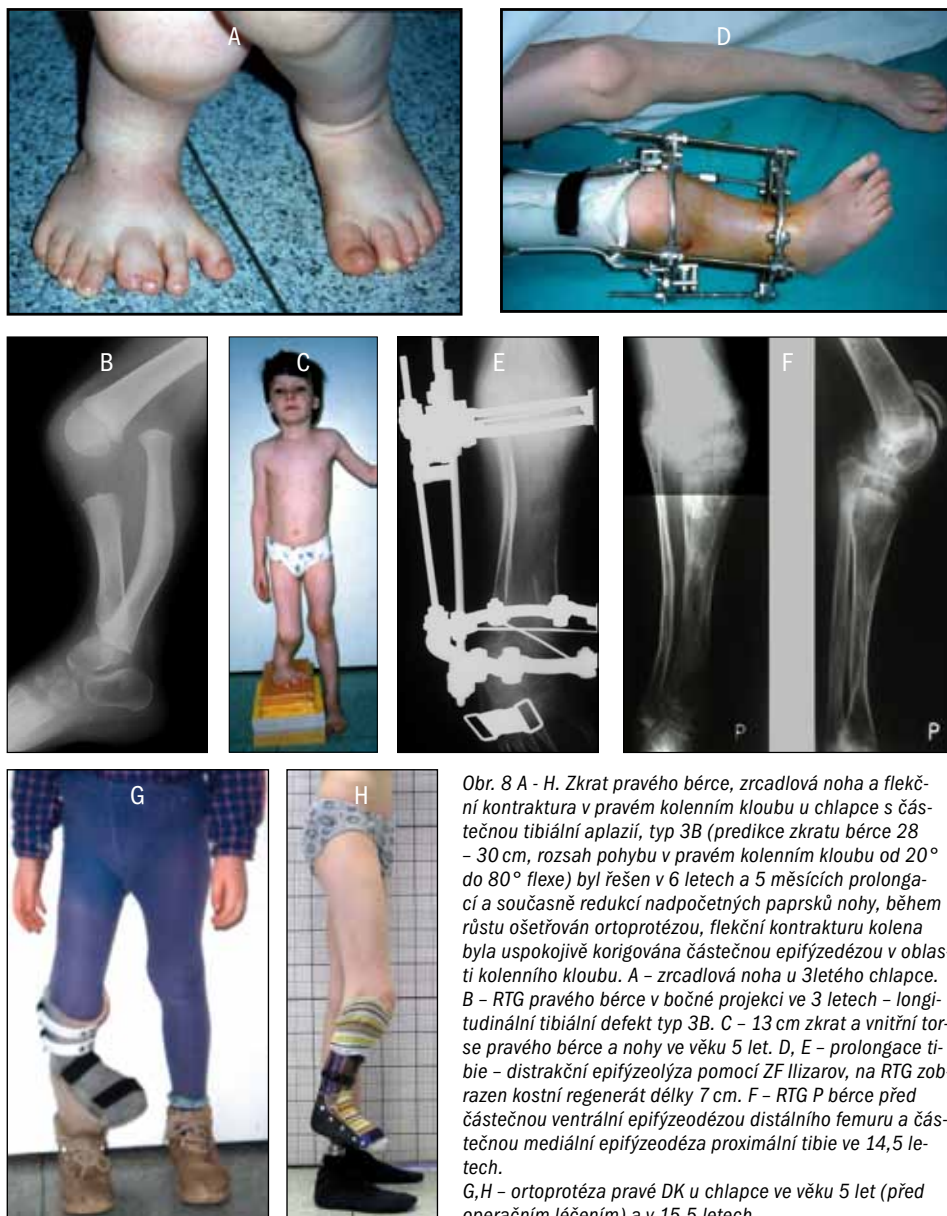 A
D
B
C
E
F
P
P
G
H
Obr. 8 A - H. Zkrat pravého bérce, zrcadlová noha a flekč-
ní kontraktura v pravém kolenním kloubu u chlapce s čás-
tečnou tibiální aplazií, typ 3B (predikce zkratu bérce 28
– 30 cm, rozsah pohybu v pravém kolenním kloubu od 20°
do 80° flexe) byl řešen v 6 letech a 5 měsících prolonga-
cí a současně redukcí nadpočetných paprsků nohy, během
růstu ošetřován ortoprotézou, flekční kontrakturu kolena
byla uspokojivě korigována částečnou epifýzedézou v oblas-
ti kolenního kloubu. A – zrcadlová noha u 3letého chlapce.
B – RTG pravého bérce v bočné projekci ve 3 letech – longi-
tudinální tibiální defekt typ 3B. C – 13 cm zkrat a vnitřní tor-
se pravého bérce a nohy ve věku 5 let. D, E – prolongace ti-
bie – distrakční epifýzeolýza pomocí ZF Ilizarov, na RTG zob-
razen kostní regenerát délky 7 cm. F – RTG P bérce před
částečnou ventrální epifýzeodézou distálního femuru a čás-
tečnou mediální epifýzeodéza proximální tibie ve 14,5 le-
tech.
G,H – ortoprotéza pravé DK u chlapce ve věku 5 let (před
operačním léčením) a v 15,5 letech